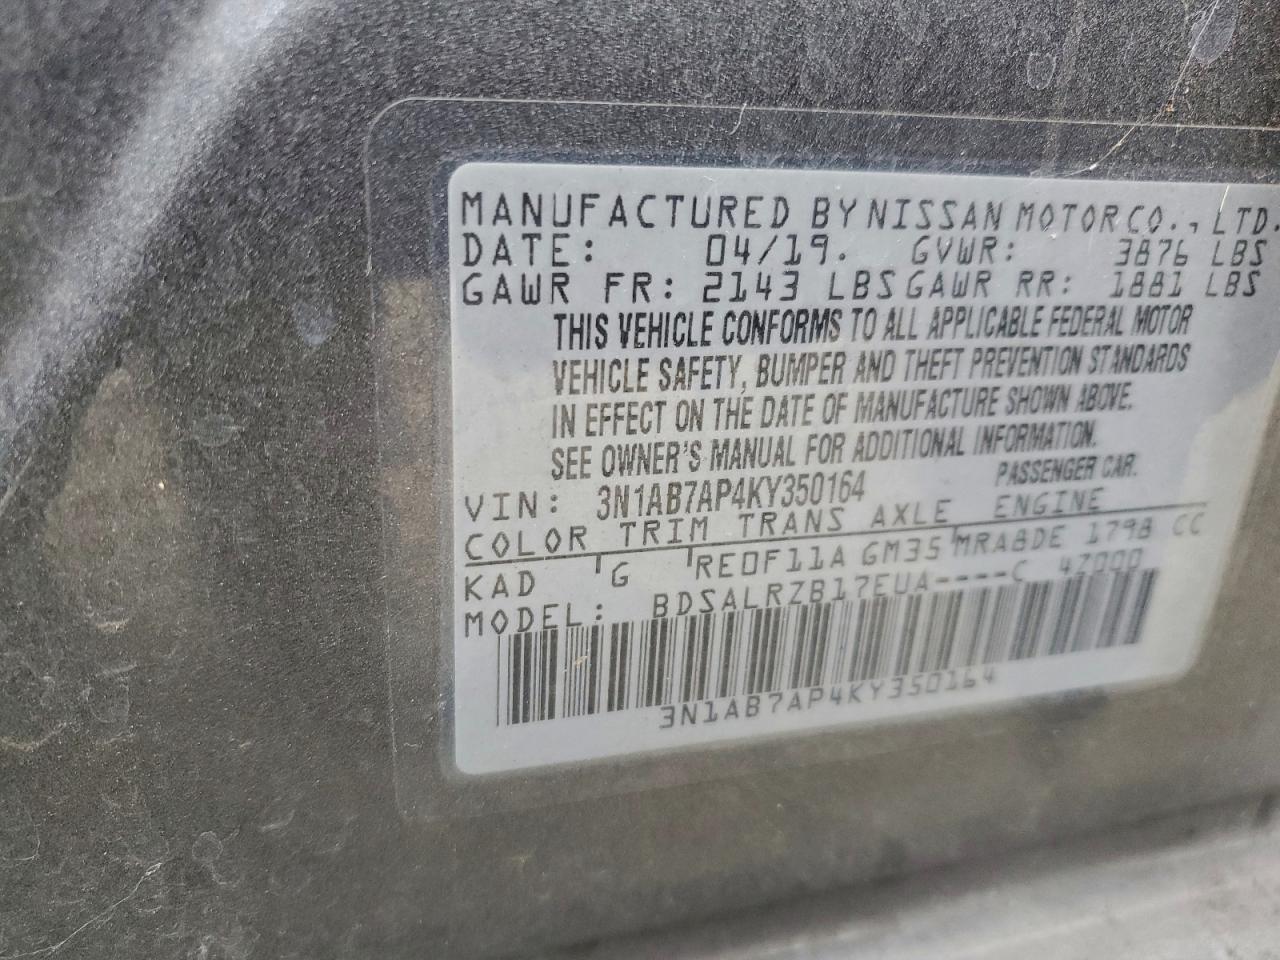 MANUFACTURED BY NISSAN MOTOR CO., LTD.
DATE: 04/19. GVWR: 3876 LBS
GAWR FR: 2143 LBS GAWR RR: 1881 LBS
THIS VEHICLE CONFORMS TO ALL APPLICABLE FEDERAL MOTOR
VEHICLE SAFETY, BUMPER AND THEFT PREVENTION STANDARDS
IN EFFECT ON THE DATE OF MANUFACTURE SHOWN ABOVE.
SEE OWNER'S MANUAL FOR ADDITIONAL INFORMATION.
VIN: 3N1AB7AP4KY350164 PASSENGER CAR.
COLOR TRIM TRANS AXLE ENGINE
KAD G RE0F11A GM35 MRA8DE 1798 CC
MODEL: BDSALRZB17EUA----C 4Z000
3N1AB7AP4KY350164